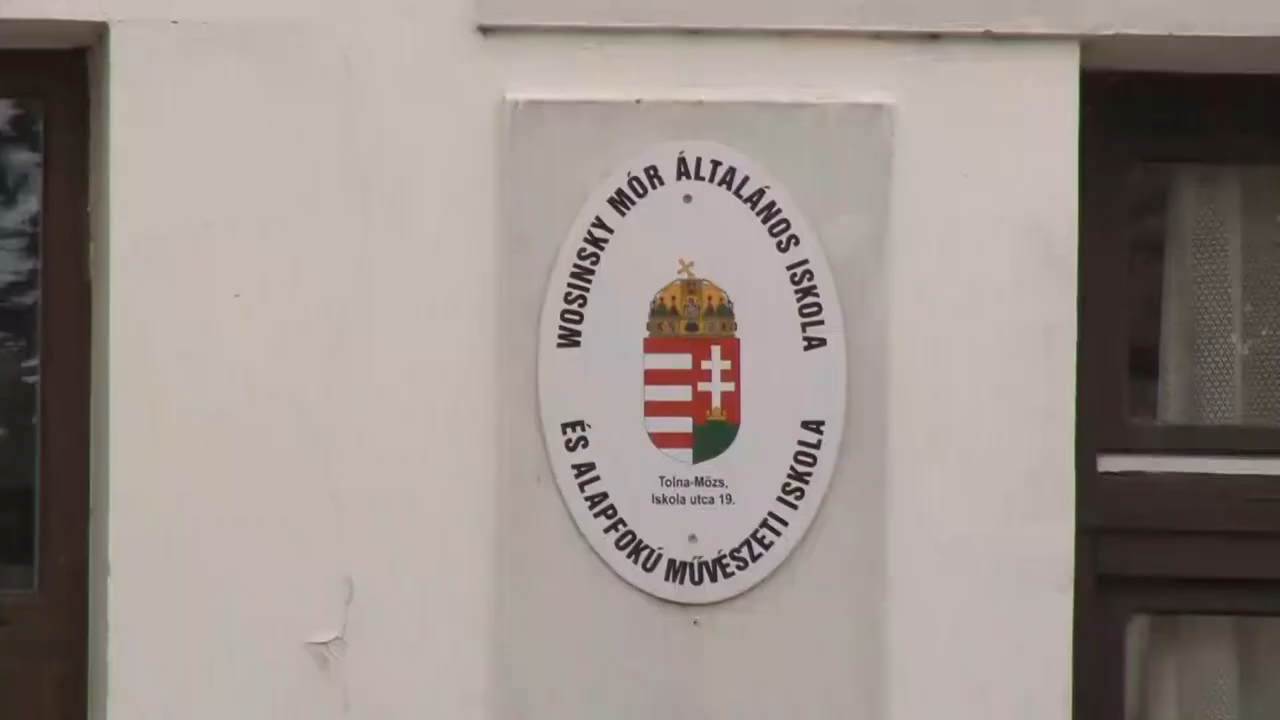 WOSINSKY MÓR ÁLTALÁNOS ISKOLA
Tolna-Mözs,
Iskola utca 19.
ÉS ALAPFOKÚ MŰVÉSZETI ISKOLA